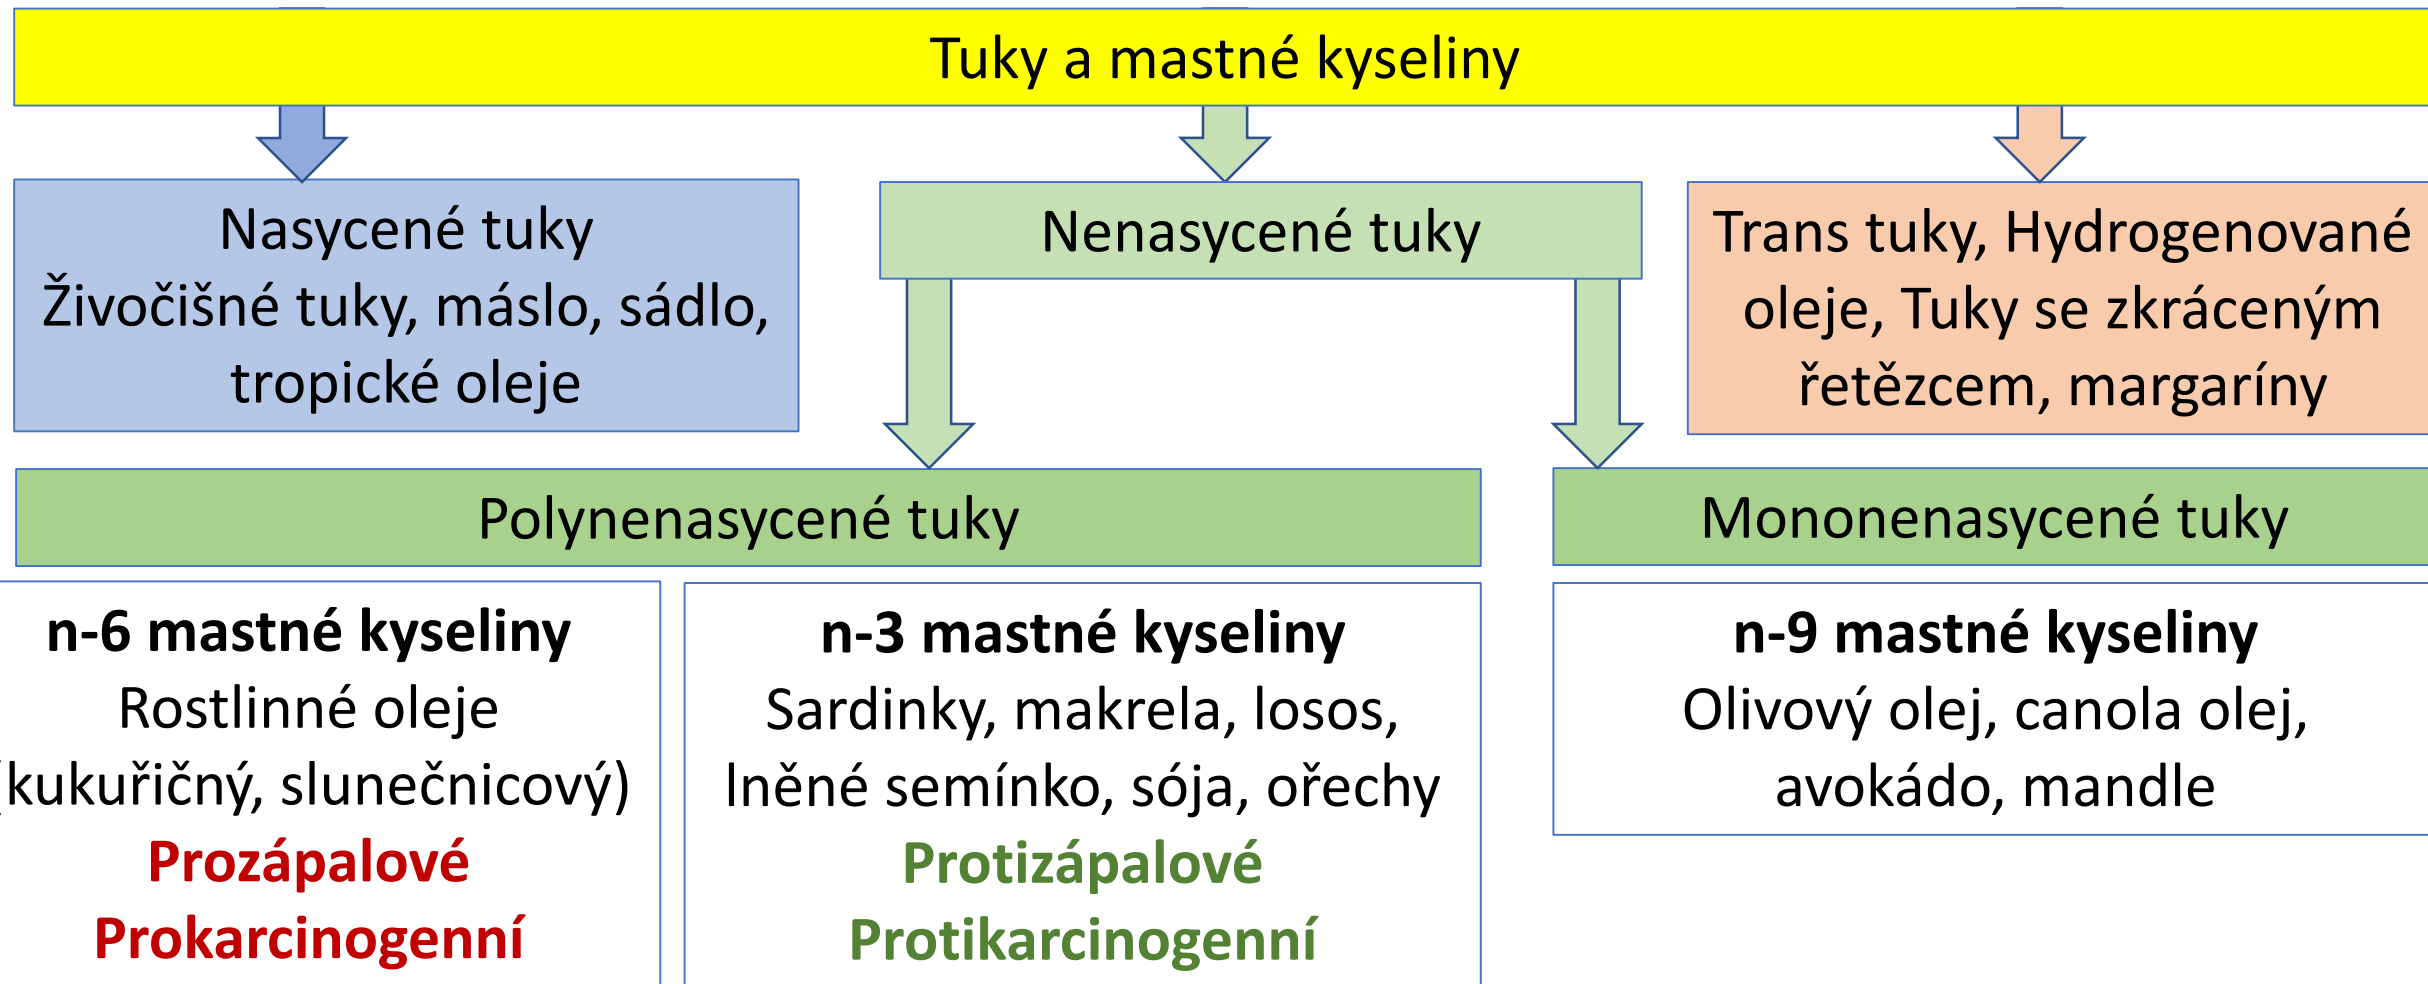 Tuky a mastné kyseliny
Nasycené tuky
Živočišné tuky, máslo, sádlo,
tropické oleje
Nenasycené tuky
Trans tuky, Hydrogenované
oleje, Tuky se zkráceným
řetězcem, margaríny
Polynenasycené tuky
Mononenasycené tuky
n-6 mastné kyseliny
Rostlinné oleje
(kukuřičný, slunečnicový)
Prozápalové
Prokarcinogenní
n-3 mastné kyseliny
Sardinky, makrela, losos,
lněné semínko, sója, ořechy
Protizápalové
Protikarcinogenní
n-9 mastné kyseliny
Olivový olej, canola olej,
avokádo, mandle